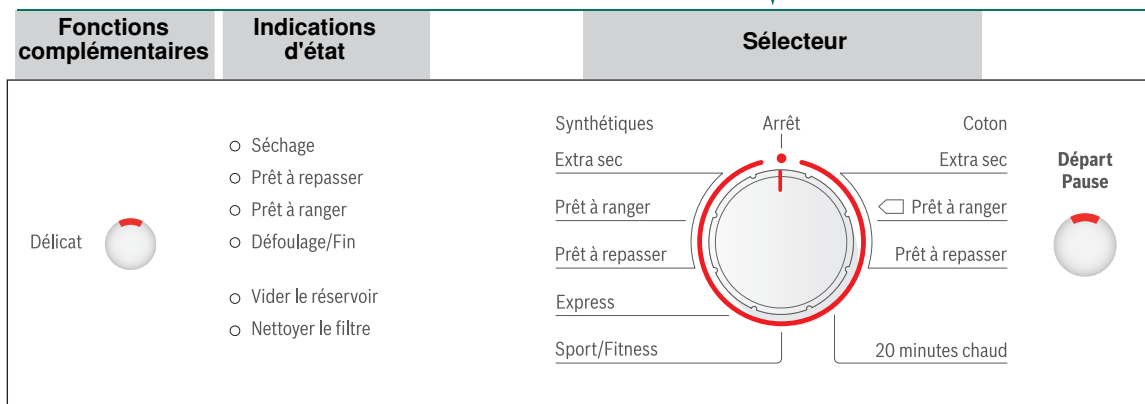 Fonctions
complémentaires
Indications
d'état
Sélecteur
Délicat
Séchage
Prêt à repasser
Prêt à ranger
Défoulage/Fin
Vider le réservoir
Nettoyer le filtre
Synthétiques
Arrêt
Coton
Extra sec
Extra sec
Prêt à ranger
Prêt à ranger
Prêt à repasser
Prêt à repasser
Express
Sport/Fitness
20 minutes chaud
Départ
Pause